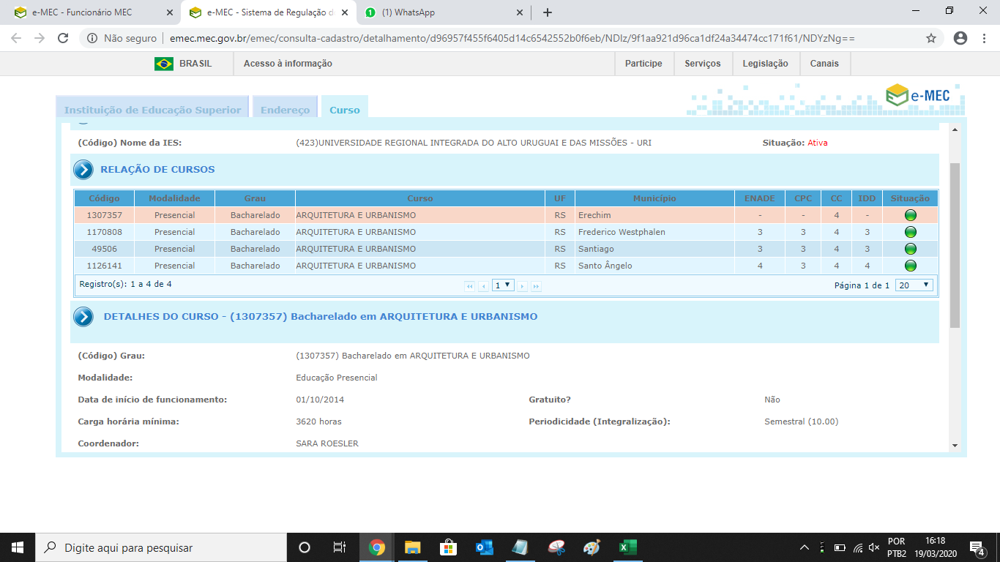 e-MEC - Funcionário MEC
e-MEC - Sistema de Regulação d
(1) WhatsApp
Não seguro | emec.mec.gov.br/emec/consulta-cadastro/detalhamento/d96957f455f6405d14c6542552b0f6eb/NDIz/9f1aa921d96ca1df24a34474cc171f61/NDYzNg==
BRASIL Acesso à informação Participe Serviços Legislação Canais
e-MEC
Instituição de Educação Superior Endereço Curso
(Código) Nome da IES: (423)UNIVERSIDADE REGIONAL INTEGRADA DO ALTO URUGUAI E DAS MISSÕES - URI Situação: Ativa
RELAÇÃO DE CURSOS
Código Modalidade Grau Curso UF Município ENADE CPC CC IDD Situação
1307357 Presencial Bacharelado ARQUITETURA E URBANISMO RS Erechim - - 4 -
1170808 Presencial Bacharelado ARQUITETURA E URBANISMO RS Frederico Westphalen 3 3 4 3
49506 Presencial Bacharelado ARQUITETURA E URBANISMO RS Santiago 3 3 4 3
1126141 Presencial Bacharelado ARQUITETURA E URBANISMO RS Santo Ângelo 4 3 4 4
Registro(s): 1 a 4 de 4 1 Página 1 de 1 20
DETALHES DO CURSO - (1307357) Bacharelado em ARQUITETURA E URBANISMO
(Código) Grau: (1307357) Bacharelado em ARQUITETURA E URBANISMO
Modalidade: Educação Presencial
Data de início de funcionamento: 01/10/2014 Gratuito? Não
Carga horária mínima: 3620 horas Periodicidade (Integralização): Semestral (10.00)
Coordenador: SARA ROESLER
Digite aqui para pesquisar
POR 16:18
PTB2 19/03/2020 4